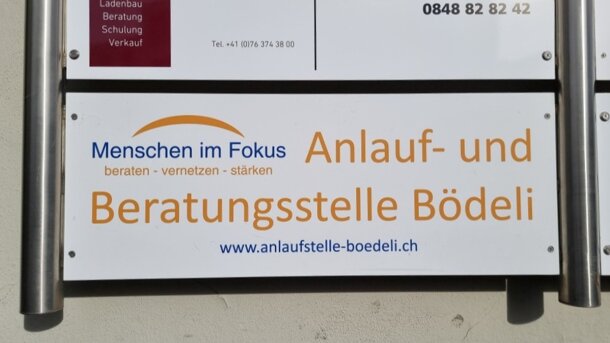 Ladenbau
Beratung
Schulung
Verkauf
Tel. +41 (0)76 374 38 00
0848 82 82 42
Menschen im Fokus
beraten - vernetzen - stärken
Anlauf- und
Beratungsstelle Bödeli
www.anlaufstelle-boedeli.ch